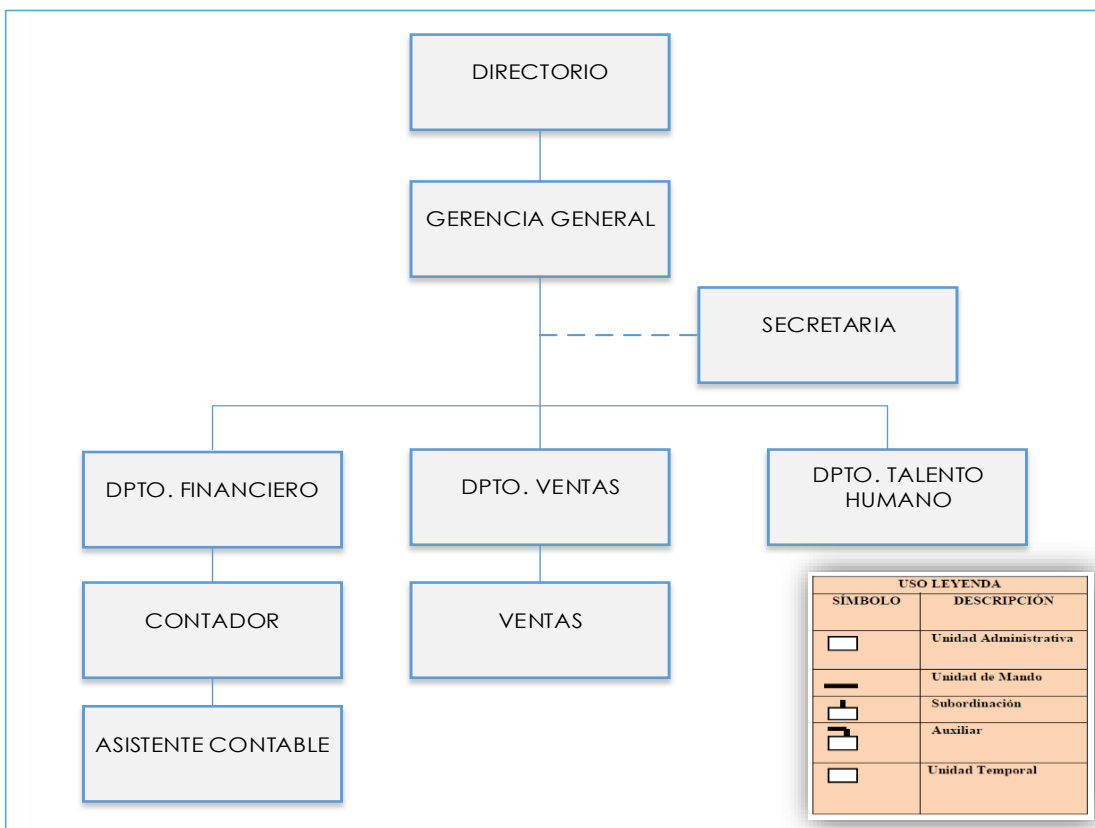 DIRECTORIO
GERENCIA GENERAL
SECRETARIA
DPTO. FINANCIERO
DPTO. VENTAS
DPTO. TALENTO
HUMANO
CONTADOR
VENTAS
ASISTENTE CONTABLE
USO LEYENDA
SÍMBOLO DESCRIPCIÓN
Unidad Administrativa
Unidad de Mando
Subordinación
Auxiliar
Unidad Temporal